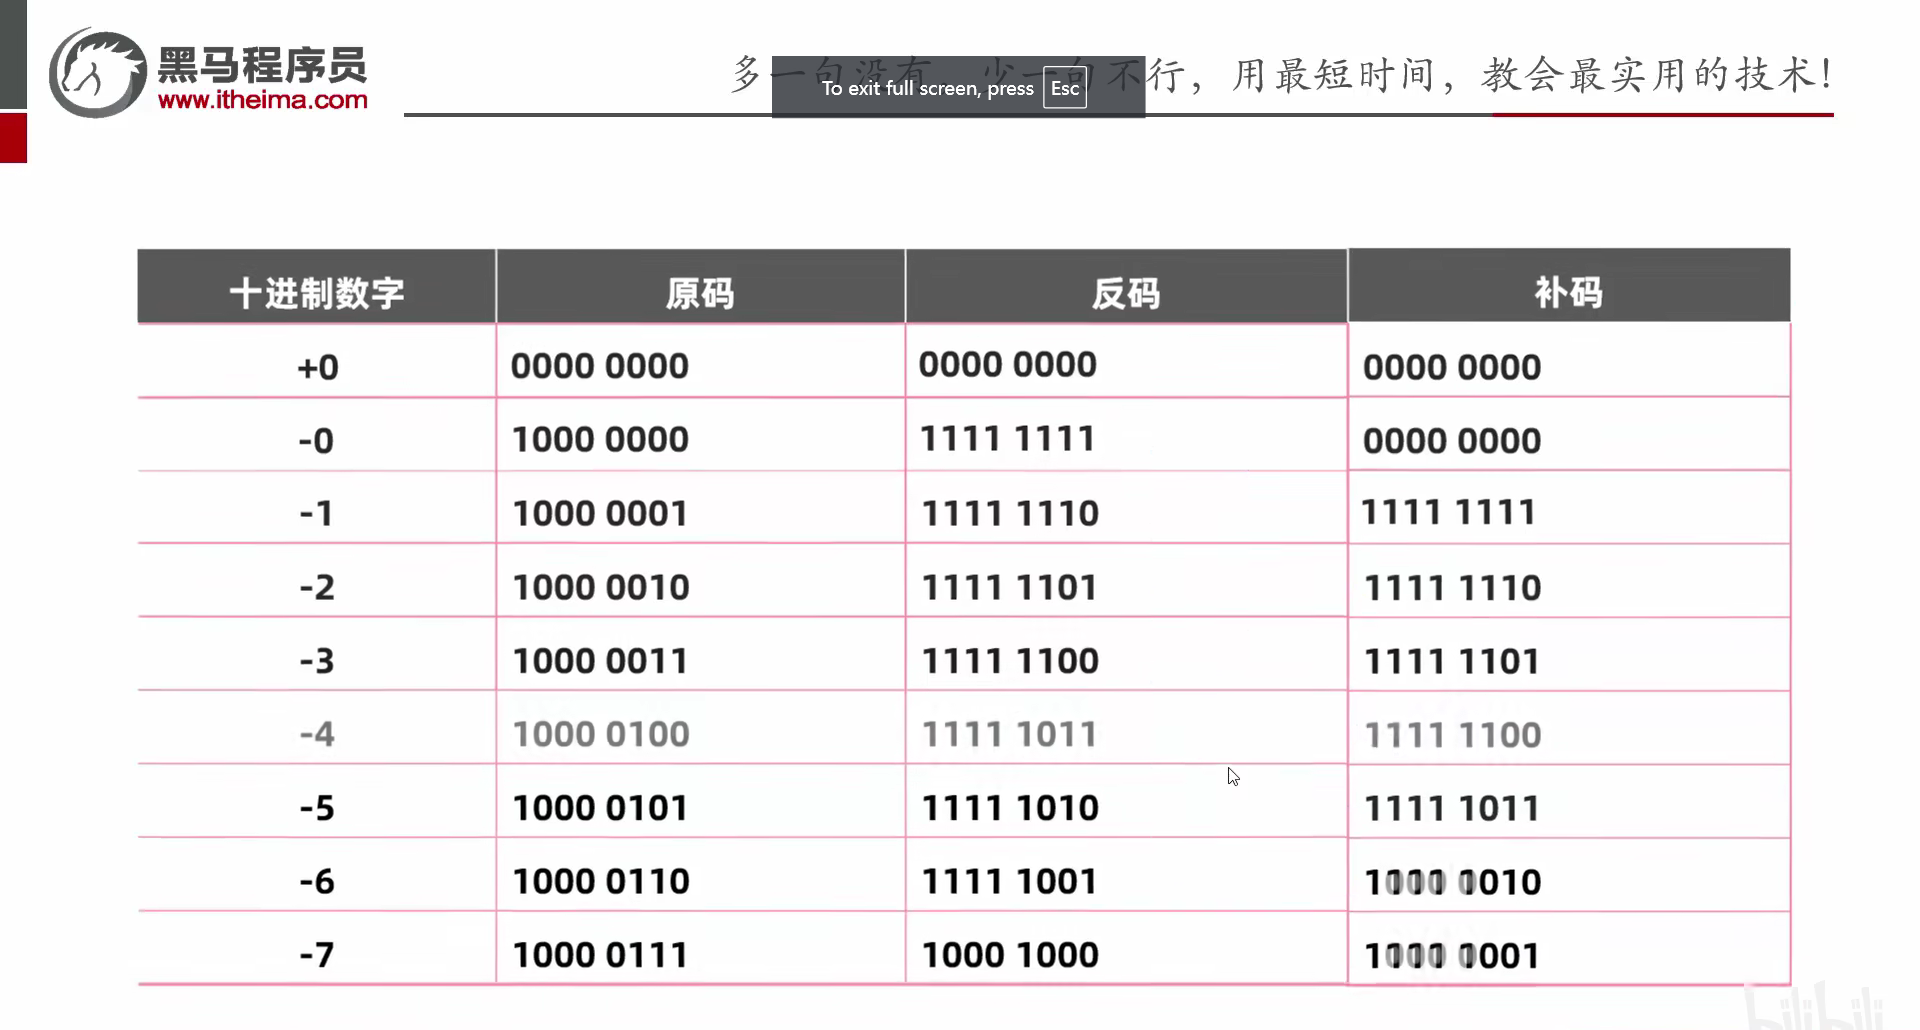 黑马程序员
www.itheima.com
多一句没有，少一句不行，用最短时间，教会最实用的技术！
To exit full screen, press Esc
十进制数字 原码 反码 补码
+0 0000 0000 0000 0000 0000 0000
-0 1000 0000 1111 1111 0000 0000
-1 1000 0001 1111 1110 1111 1111
-2 1000 0010 1111 1101 1111 1110
-3 1000 0011 1111 1100 1111 1101
-4 1000 0100 1111 1011 1111 1100
-5 1000 0101 1111 1010 1111 1011
-6 1000 0110 1111 1001 1000 0010
-7 1000 0111 1000 1000 1000 0001
bilibili